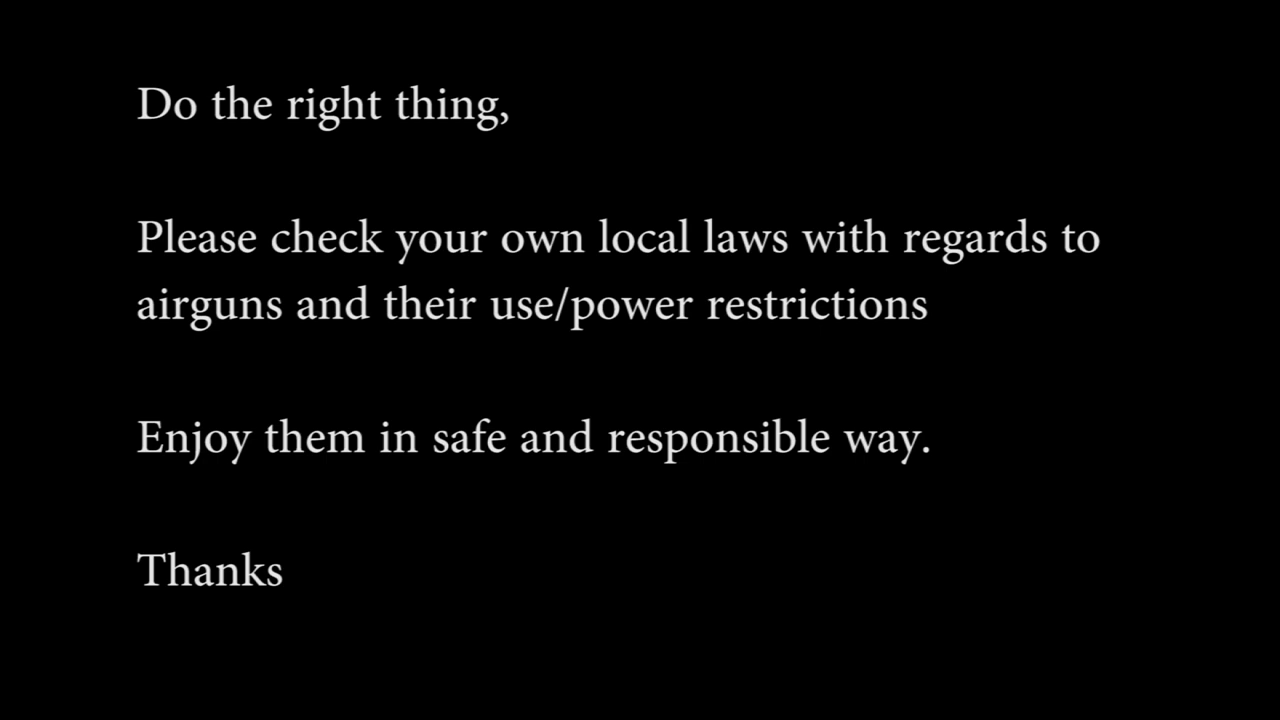 Do the right thing,
Please check your own local laws with regards to
airguns and their use/power restrictions
Enjoy them in safe and responsible way.
Thanks